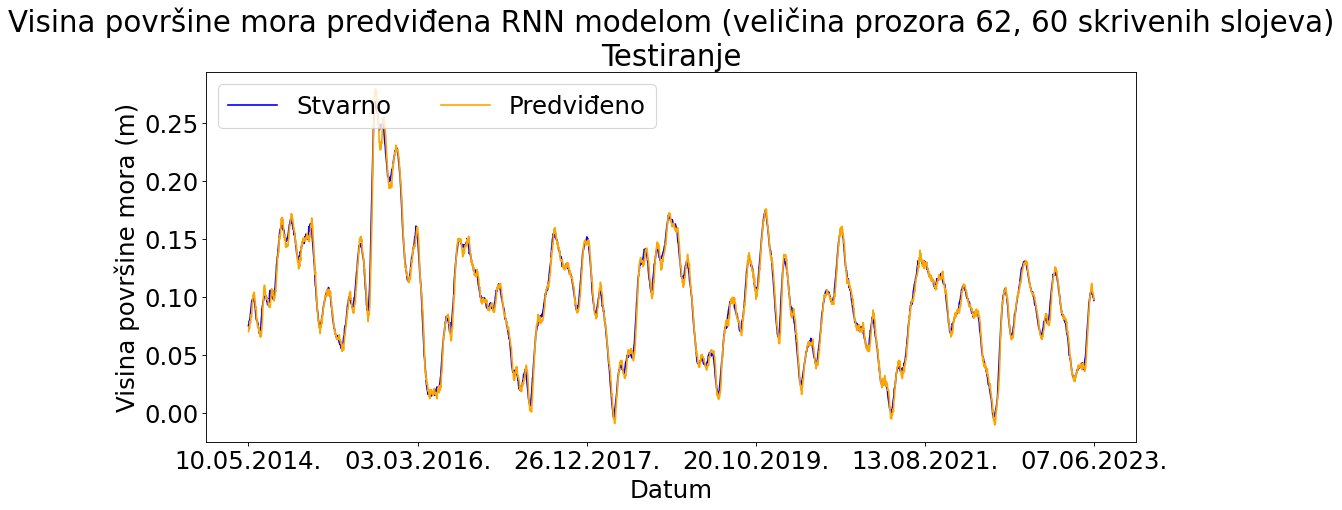 Visina površine mora predviđena RNN modelom (veličina prozora 62, 60 skrivenih slojeva)
Testiranje
Stvarno Predviđeno
Visina površine mora (m)
0.25
0.20
0.15
0.10
0.05
0.00
10.05.2014. 03.03.2016. 26.12.2017. 20.10.2019. 13.08.2021. 07.06.2023.
Datum